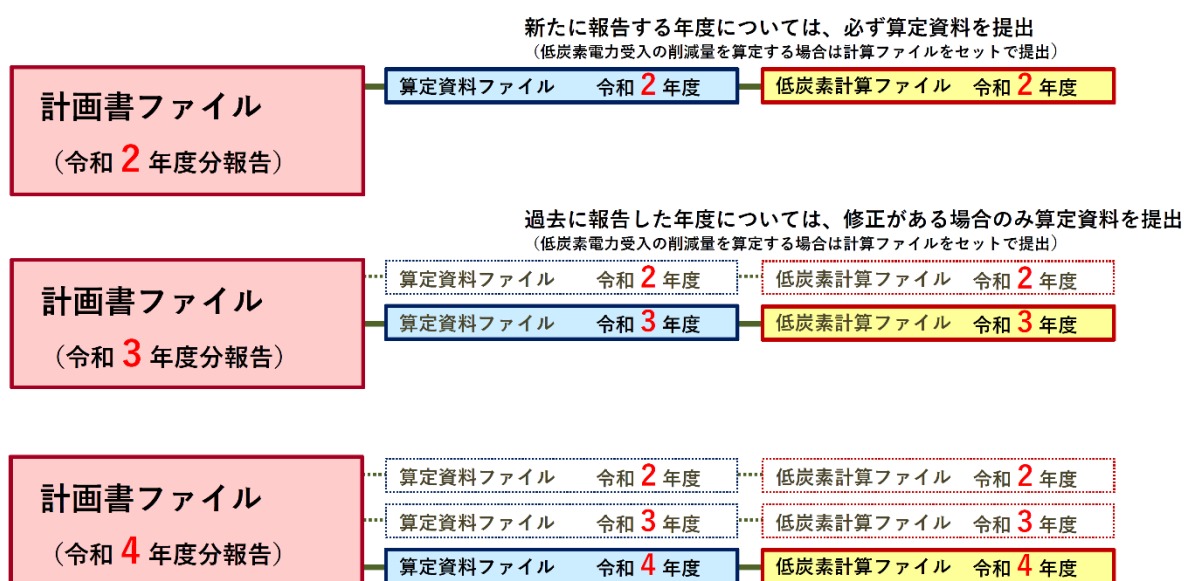 新たに報告する年度については、必ず算定資料を提出
（低炭素電力受入の削減量を算定する場合は計算ファイルをセットで提出）
計画書ファイル
（令和 2 年度分報告）
算定資料ファイル 令和 2 年度
低炭素計算ファイル 令和 2 年度
過去に報告した年度については、修正がある場合のみ算定資料を提出
（低炭素電力受入の削減量を算定する場合は計算ファイルをセットで提出）
計画書ファイル
（令和 3 年度分報告）
算定資料ファイル 令和 2 年度
低炭素計算ファイル 令和 2 年度
算定資料ファイル 令和 3 年度
低炭素計算ファイル 令和 3 年度
計画書ファイル
（令和 4 年度分報告）
算定資料ファイル 令和 2 年度
低炭素計算ファイル 令和 2 年度
算定資料ファイル 令和 3 年度
低炭素計算ファイル 令和 3 年度
算定資料ファイル 令和 4 年度
低炭素計算ファイル 令和 4 年度